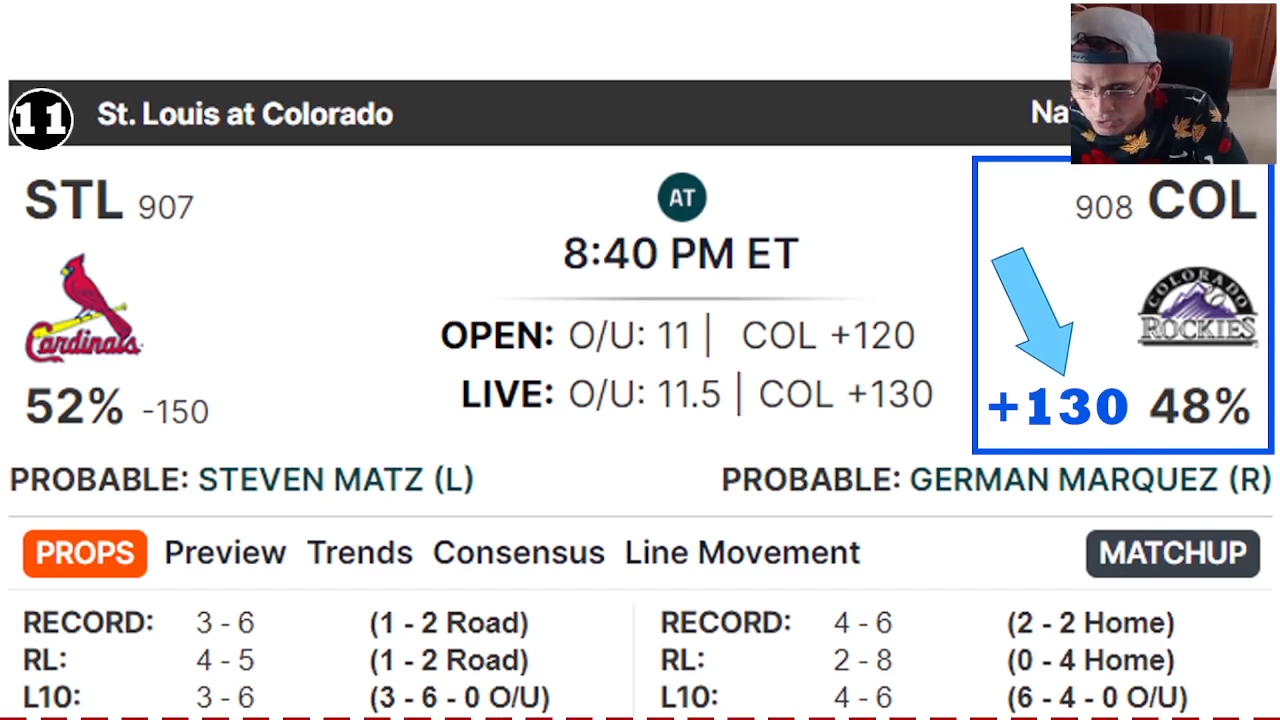 11 St. Louis at Colorado Na
STL 907
AT
908 COL
8:40 PM ET
COLORADO
ROCKIES
Cardinals
OPEN: O/U: 11 | COL +120
LIVE: O/U: 11.5 | COL +130
52% -150
+130 48%
PROBABLE: STEVEN MATZ (L) PROBABLE: GERMAN MARQUEZ (R)
PROPS Preview Trends Consensus Line Movement MATCHUP
RECORD: 3 - 6 (1 - 2 Road) RECORD: 4 - 6 (2 - 2 Home)
RL: 4 - 5 (1 - 2 Road) RL: 2 - 8 (0 - 4 Home)
L10: 3 - 6 (3 - 6 - 0 O/U) L10: 4 - 6 (6 - 4 - 0 O/U)